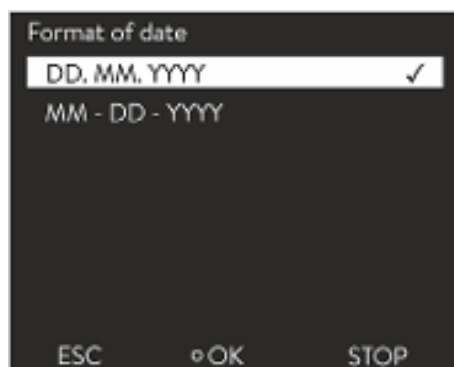 Format of date
DD. MM. YYYY ✓
MM - DD - YYYY
ESC
OK
STOP